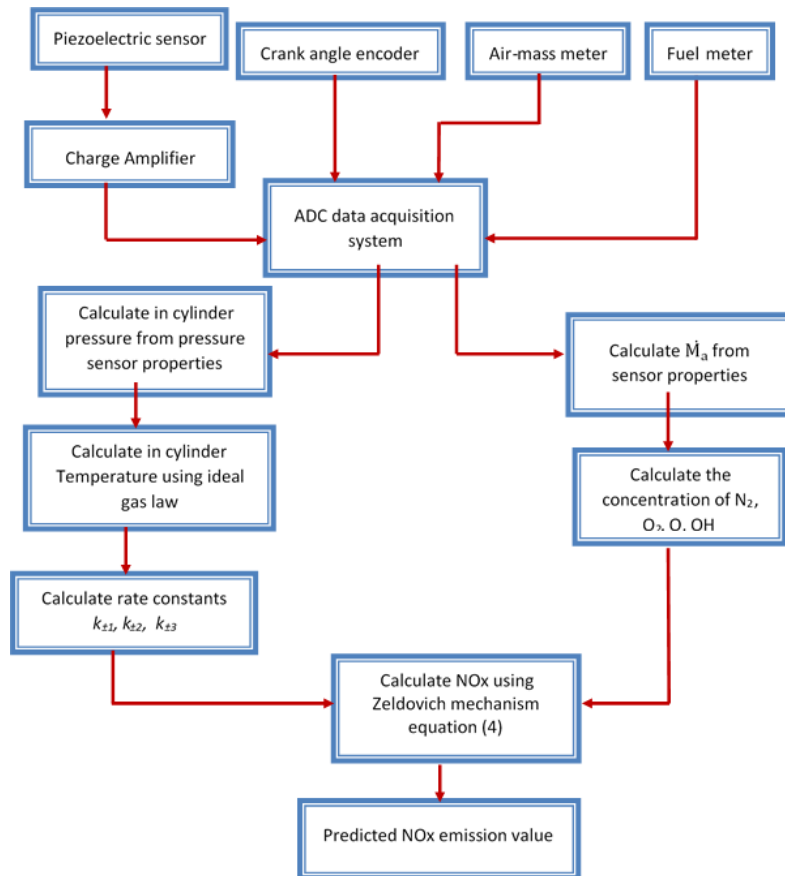 Piezoelectric sensor
Crank angle encoder
Air-mass meter
Fuel meter
Charge Amplifier
ADC data acquisition
system
Calculate in cylinder
pressure from pressure
sensor properties
Calculate Ṁₐ from
sensor properties
Calculate in cylinder
Temperature using ideal
gas law
Calculate the
concentration of N₂,
O₂, O, OH
Calculate rate constants
k±1, k±2, k±3
Calculate NOx using
Zeldovich mechanism
equation (4)
Predicted NOx emission value